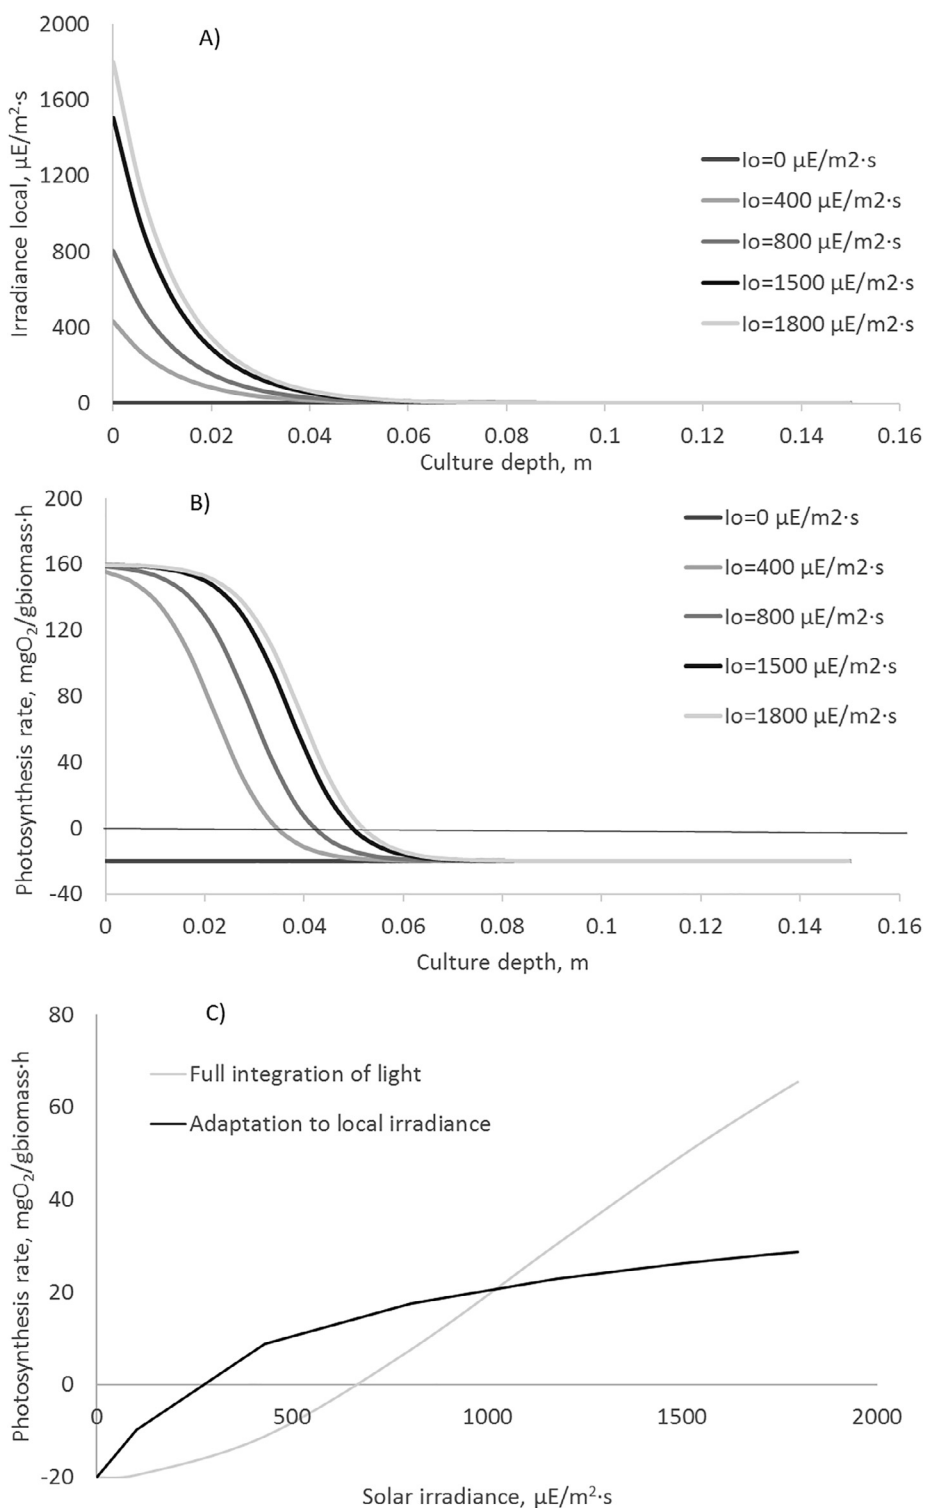 A)
Irradiance local, µE/m²·s
2000
1600
1200
800
400
0
0 0.02 0.04 0.06 0.08 0.1 0.12 0.14 0.16
Culture depth, m
Io=0 µE/m2·s
Io=400 µE/m2·s
Io=800 µE/m2·s
Io=1500 µE/m2·s
Io=1800 µE/m2·s
B)
Photosynthesis rate, mgO₂/gbiomass·h
200
160
120
80
40
0
-40
0 0.02 0.04 0.06 0.08 0.1 0.12 0.14 0.16
Culture depth, m
Io=0 µE/m2·s
Io=400 µE/m2·s
Io=800 µE/m2·s
Io=1500 µE/m2·s
Io=1800 µE/m2·s
C)
Photosynthesis rate, mgO₂/gbiomass·h
80
60
40
20
0
-20
Full integration of light
Adaptation to local irradiance
0 500 1000 1500 2000
Solar irradiance, µE/m²·s